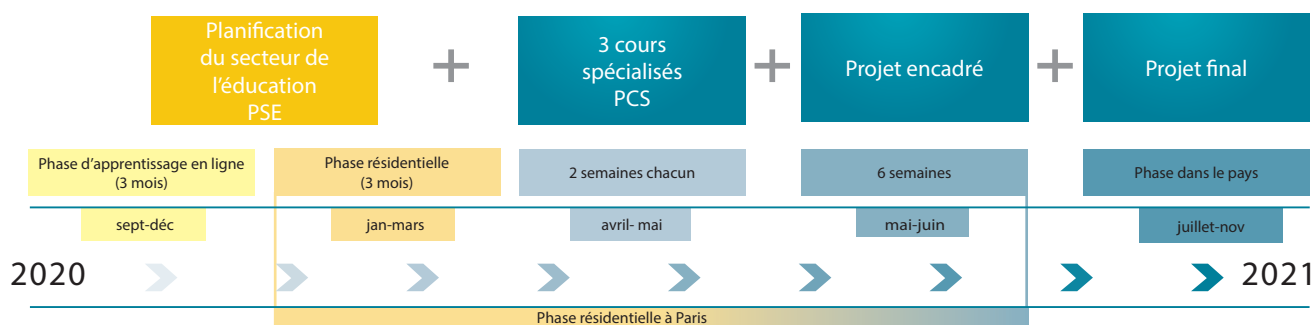 Planification
du secteur de
l'éducation
PSE
+
3 cours
spécialisés
PCS
+
Projet encadré
+
Projet final
Phase d'apprentissage en ligne
(3 mois)
Phase résidentielle
(3 mois)
2 semaines chacun
6 semaines
Phase dans le pays
sept-déc
jan-mars
avril- mai
mai-juin
juillet-nov
2020
2021
Phase résidentielle à Paris